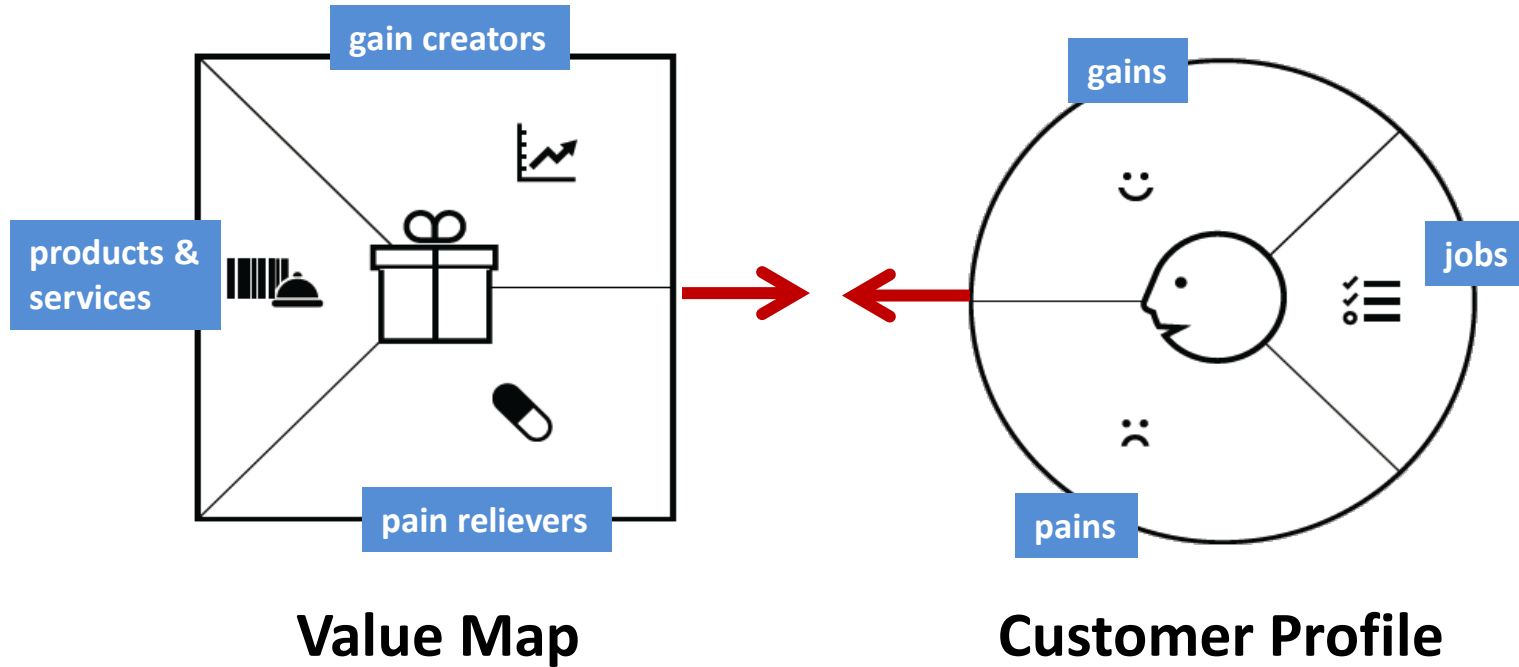 gain creators
products &
services
pain relievers
Value Map
gains
jobs
pains
Customer Profile